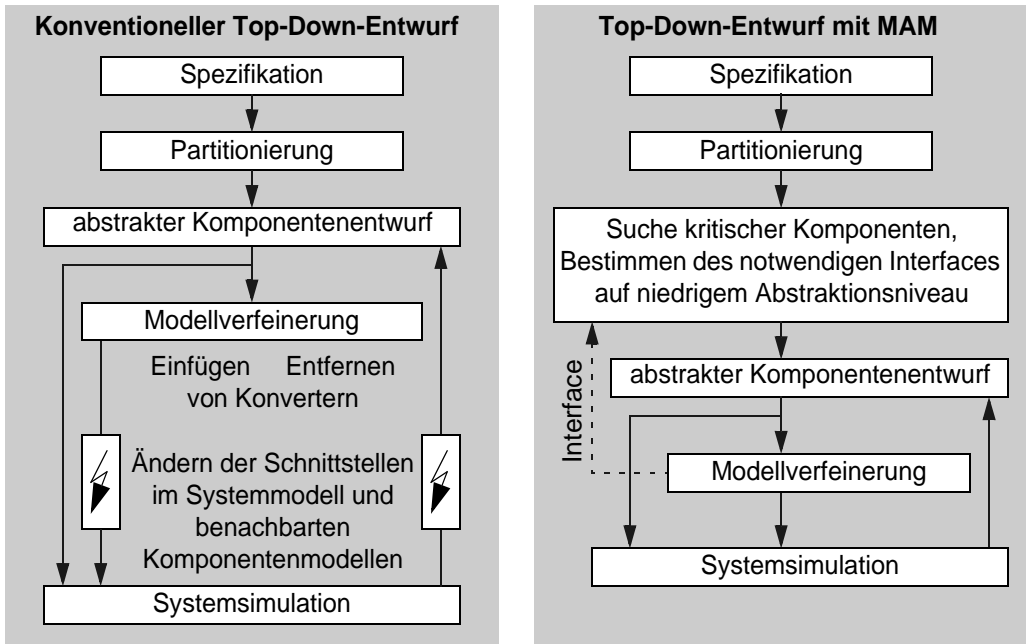 Konventioneller Top-Down-Entwurf
Spezifikation
Partitionierung
abstrakter Komponentenentwurf
Modellverfeinerung
Einfügen Entfernen
von Konvertern
Ändern der Schnittstellen
im Systemmodell und
benachbarten
Komponentenmodellen
Systemsimulation
Top-Down-Entwurf mit MAM
Spezifikation
Partitionierung
Suche kritischer Komponenten,
Bestimmen des notwendigen Interfaces
auf niedrigem Abstraktionsniveau
Interface
abstrakter Komponentenentwurf
Modellverfeinerung
Systemsimulation